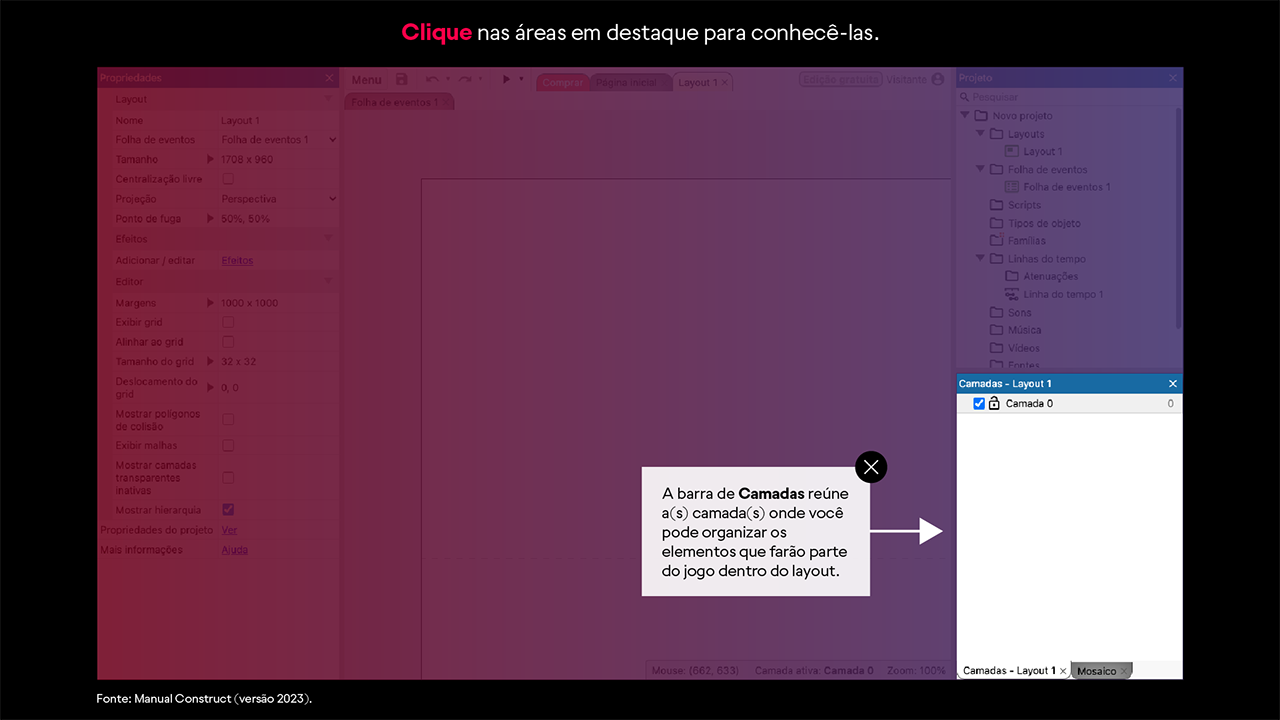 Clique nas áreas em destaque para conhecê-las.
Propriedades
Layout
Nome Layout 1
Folha de eventos Folha de eventos 1
Tamanho 1708 x 960
Centralização livre
Projeção Perspectiva
Ponto de fuga 50%, 50%
Efeitos
Adicionar / editar Efeitos
Editor
Margens 1000 x 1000
Exibir grid
Alinhar ao grid
Tamanho do grid 32 x 32
Deslocamento do
grid 0, 0
Mostrar polígonos
de colisão
Exibir malhas
Mostrar camadas
transparentes
inativas
Mostrar hierarquia
Propriedades do projeto Ver
Mais informações Ajuda
Menu Comprar Página inicial Layout 1 Edição gratuita Visitante
Folha de eventos 1
Projeto
Pesquisar
Novo projeto
Layouts
Layout 1
Folha de eventos
Folha de eventos 1
Scripts
Tipos de objeto
Famílias
Linhas do tempo
Atenuações
Linha do tempo 1
Sons
Música
Vídeos
Fontes
Camadas - Layout 1
Camada 0 0
A barra de Camadas reúne
a(s) camada(s) onde você
pode organizar os
elementos que farão parte
do jogo dentro do layout.
Mouse: (662, 633) Camada ativa: Camada 0 Zoom: 100%
Camadas - Layout 1 Mosaico
Fonte: Manual Construct (versão 2023).